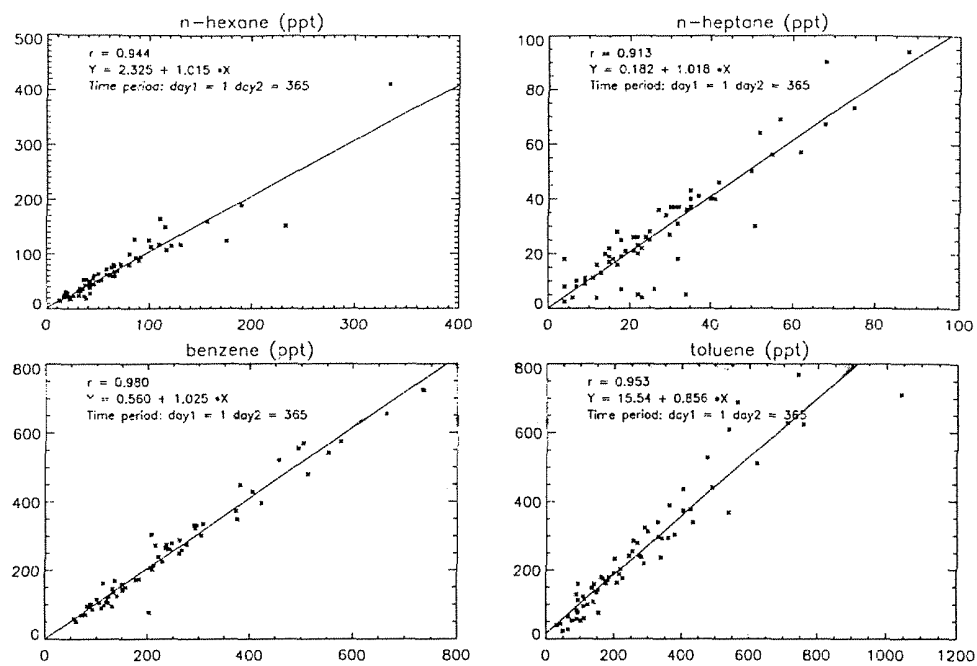 n-hexane (ppt)
500
400
300
200
100
0
r = 0.944
Y = 2.325 + 1.015 *X
Time period: day1 = 1 day2 = 365
0
100
200
300
400
n-heptane (ppt)
100
80
60
40
20
0
r = 0.913
Y = 0.182 + 1.018 *X
Time period: day1 = 1 day2 = 365
0
20
40
60
80
100
benzene (ppt)
800
600
400
200
0
r = 0.980
Y = 0.560 + 1.025 *X
Time period: day1 = 1 day2 = 365
0
200
400
600
800
toluene (ppt)
800
600
400
200
0
r = 0.953
Y = 15.54 + 0.856 *X
Time period: day1 = 1 day2 = 365
0
200
400
600
800
1000
1200